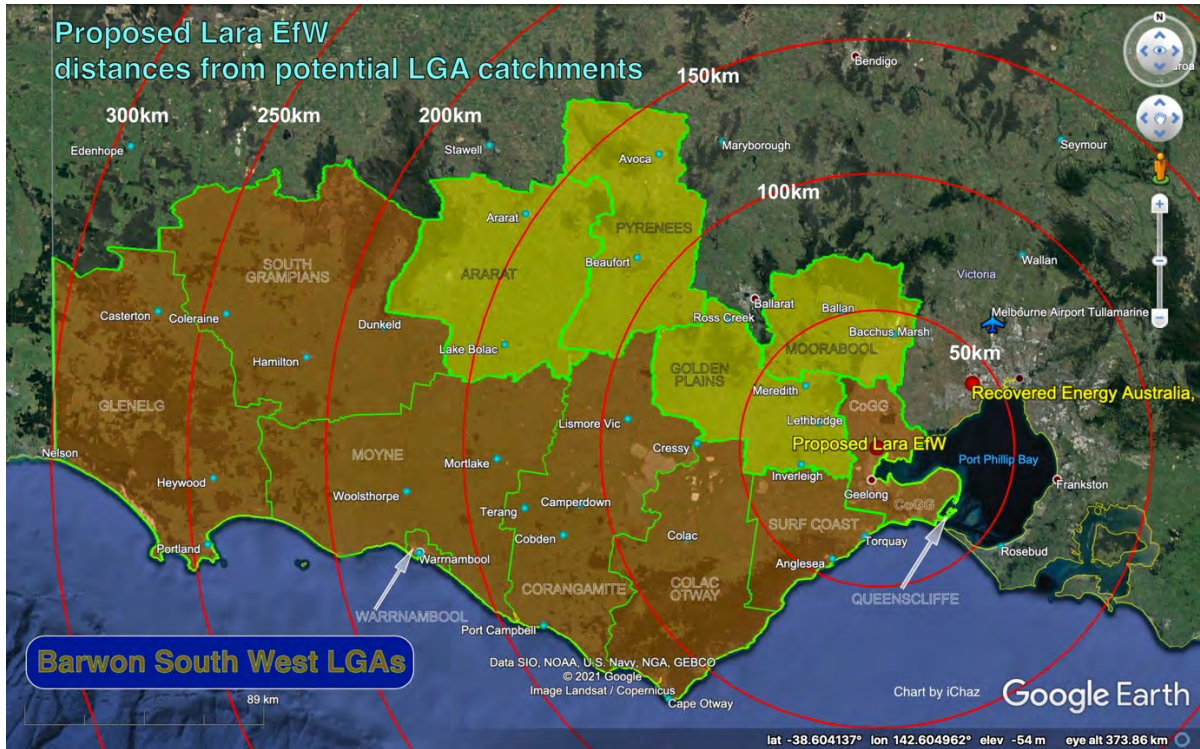 Proposed Lara EfW
distances from potential LGA catchments
N
Bendigo
150km
300km
250km
200km
Edenhope
Stawell
Maryborough
Seymour
Avoca
100km
Ararat
PYRENEES
SOUTH
GRAMPIANS
ARARAT
Beaufort
Victoria
Wallan
Casterton
Coleraine
Dunkeld
Ballarat
Ross Creek
Ballan
Melbourne Airport Tullamarine
Bacchus Marsh
Lake Bolac
MOORABOOL
50km
Hamilton
GOLDEN
PLAINS
Meredith
Recovered Energy Australia,
GLENELG
CoGG
Lismore Vic
Lethbridge
Nelson
MOYNE
Cressy
Proposed Lara EfW
Port Phillip Bay
Mortlake
Inverleigh
Heywood
Woolsthorpe
Geelong
Frankston
Camperdown
Terang
CoGG
SURF COAST
Cobden
Colac
Torquay
Portland
Warrnambool
Rosebud
Anglesea
CORANGAMITE
COLAC
OTWAY
QUEENSCLIFFE
WARRNAMBOOL
Port Campbell
Barwon South West LGAs
Data SIO, NOAA, U.S. Navy, NGA, GEBCO
© 2021 Google
Image Landsat / Copernicus
Chart by iChaz
Google Earth
89 km
Cape Otway
lat -38.604137° lon 142.604962° elev -54 m eye alt 373.86 km